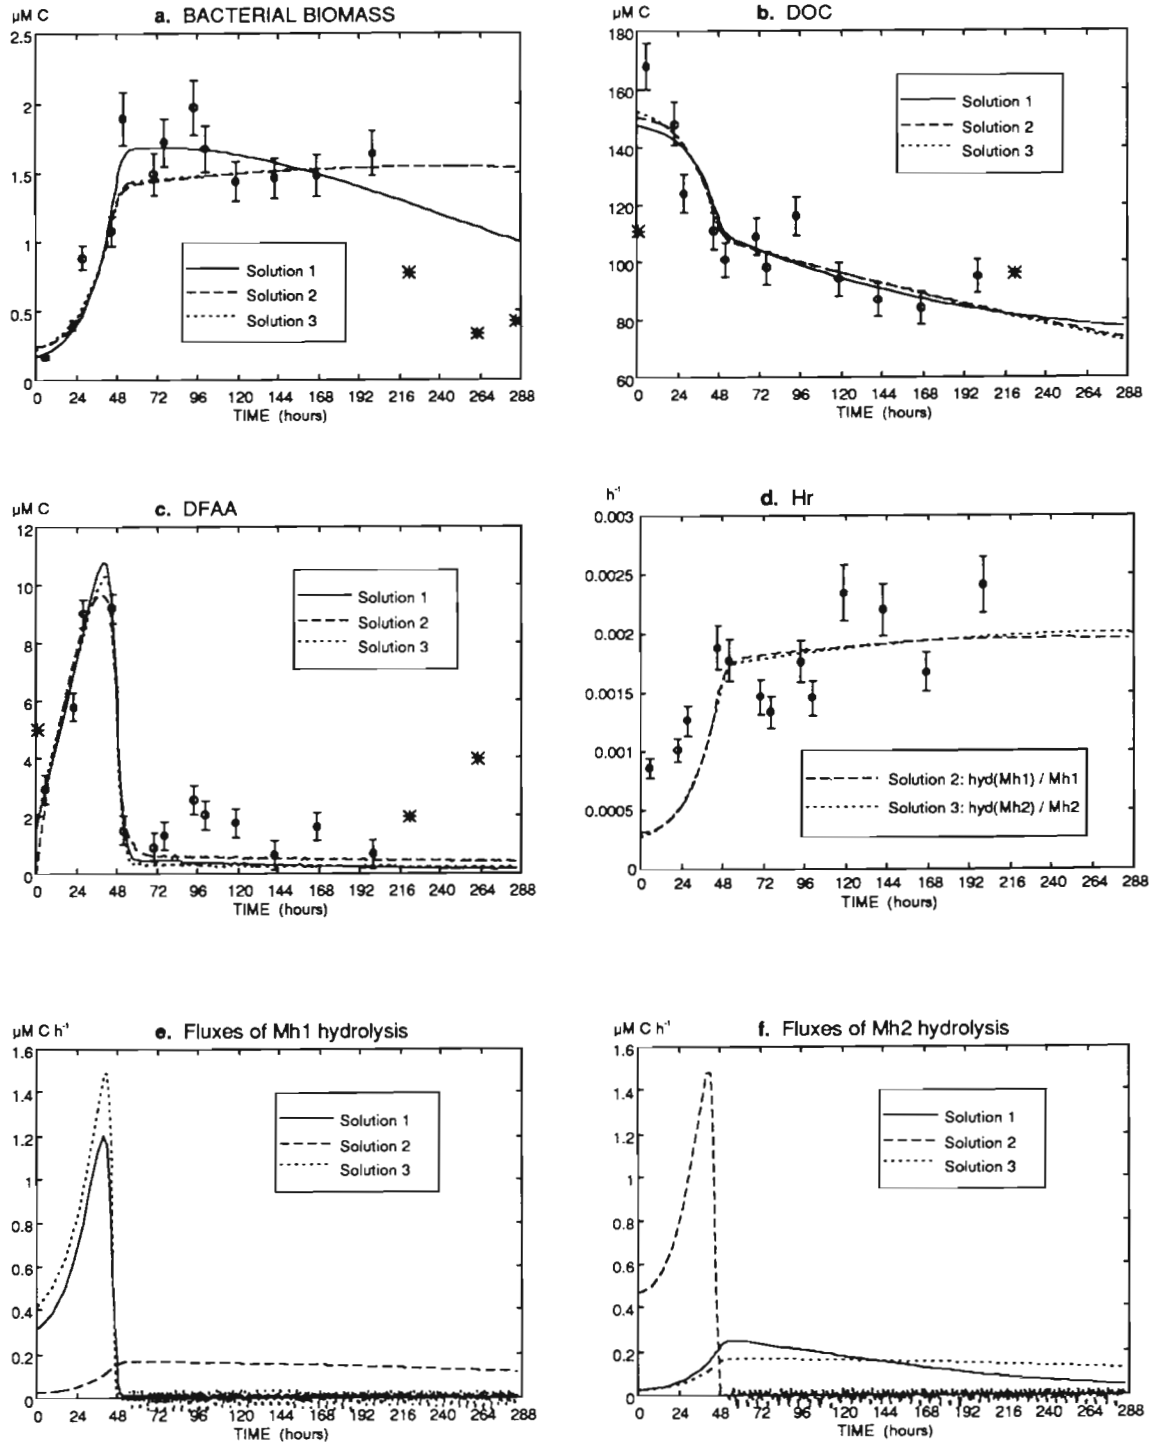 µM C
a. BACTERIAL BIOMASS
2.5
2
1.5
1
0.5
0
Solution 1
Solution 2
Solution 3
0 24 48 72 96 120 144 168 192 216 240 264 288
TIME (hours)
µM C
b. DOC
180
160
140
120
100
80
60
Solution 1
Solution 2
Solution 3
0 24 48 72 96 120 144 168 192 216 240 264 288
TIME (hours)
µM C
c. DFAA
12
10
8
6
4
2
0
Solution 1
Solution 2
Solution 3
0 24 48 72 96 120 144 168 192 216 240 264 288
TIME (hours)
h-1
d. Hr
0.003
0.0025
0.002
0.0015
0.001
0.0005
0
Solution 2: hyd(Mh1) / Mh1
Solution 3: hyd(Mh2) / Mh2
0 24 48 72 96 120 144 168 192 216 240 264 288
TIME (hours)
µM C h-1
e. Fluxes of Mh1 hydrolysis
1.6
1.4
1.2
1
0.8
0.6
0.4
0.2
0
Solution 1
Solution 2
Solution 3
0 24 48 72 96 120 144 168 192 216 240 264 288
TIME (hours)
µM C h-1
f. Fluxes of Mh2 hydrolysis
1.6
1.4
1.2
1
0.8
0.6
0.4
0.2
0
Solution 1
Solution 2
Solution 3
0 24 48 72 96 120 144 168 192 216 240 264 288
TIME (hours)